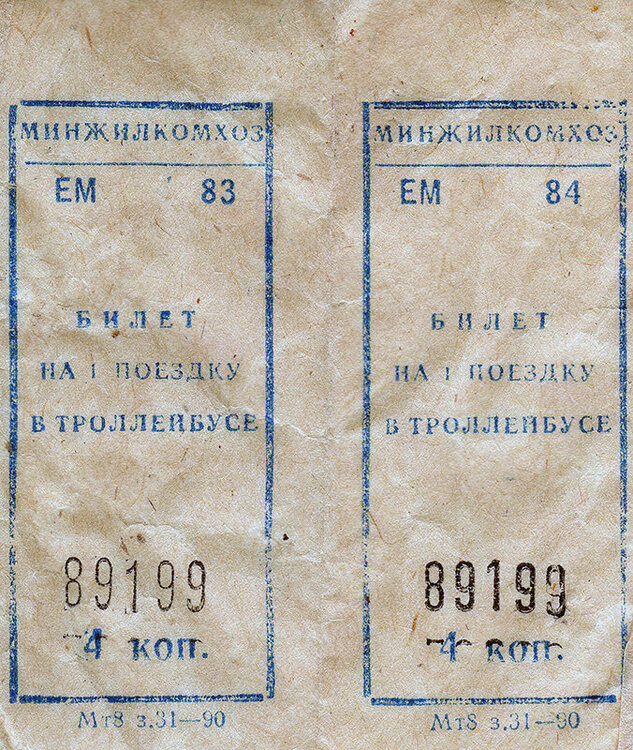 МИНЖИЛКОМХОЗ
ЕМ 83
БИЛЕТ
НА 1 ПОЕЗДКУ
В ТРОЛЛЕЙБУСЕ
89199
4 коп.
Мт8 з.31—90
МИНЖИЛКОМХОЗ
ЕМ 84
БИЛЕТ
НА 1 ПОЕЗДКУ
В ТРОЛЛЕЙБУСЕ
89199
4 коп.
Мт8 з.31—90